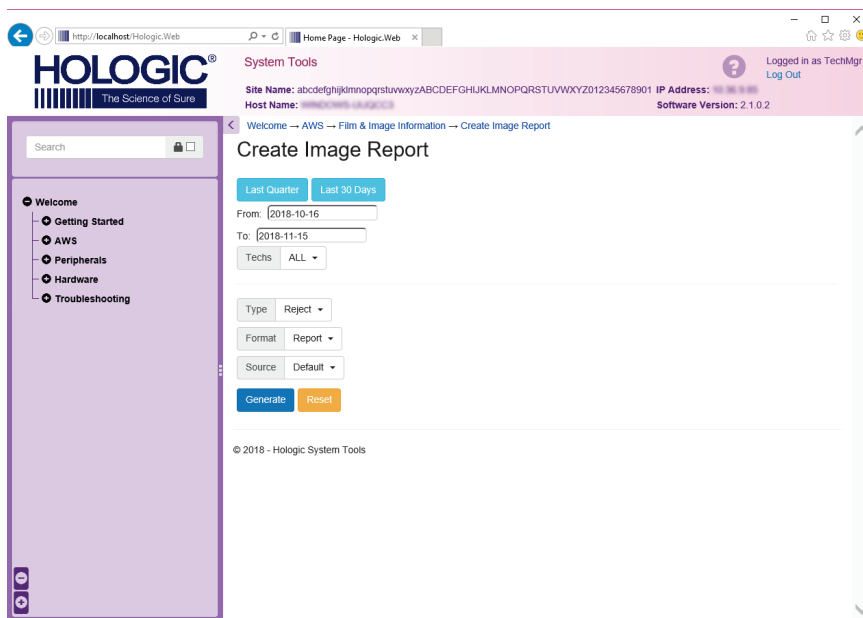 http://localhost/Hologic.Web
Home Page - Hologic.Web
HOLOGIC®
The Science of Sure
System Tools
Logged in as TechMgr
Log Out
Site Name: abcdefghijklmnopqrstuvwxyzABCDEFGHIJKLMNOPQRSTUVWXYZ012345678901 IP Address:
Host Name:
Software Version: 2.1.0.2
Welcome → AWS → Film & Image Information → Create Image Report
Search
Create Image Report
Last Quarter Last 30 Days
From: 2018-10-16
To: 2018-11-15
Techs ALL
Welcome
Getting Started
AWS
Peripherals
Hardware
Troubleshooting
Type Reject
Format Report
Source Default
Generate Reset
© 2018 - Hologic System Tools